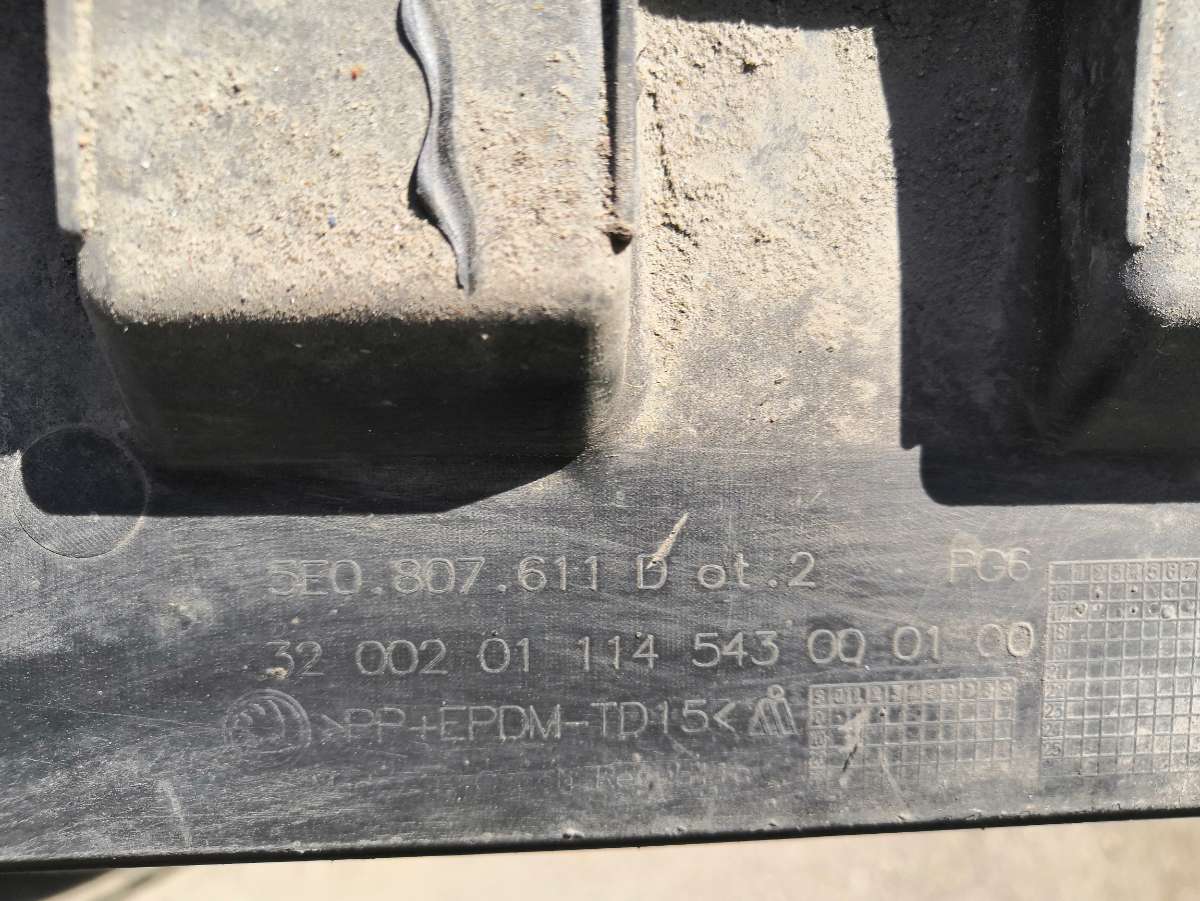 5E0.807.611 D ot.2 PG6
32 002 01 114 543 00 01 00
>PP+EPDM-TD15<